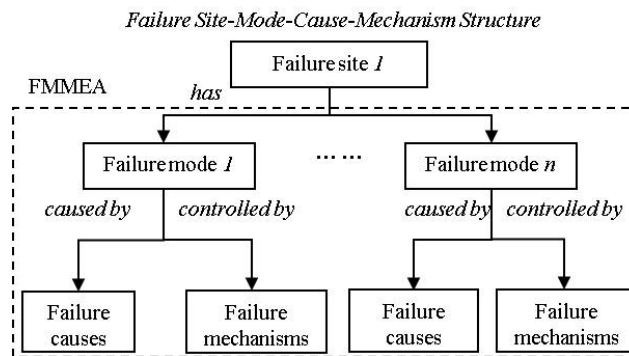 Failure Site-Mode-Cause-Mechanism Structure
Failure site 1
FMMEA
has
Failure mode 1
... ...
Failure mode n
caused by
controlled by
caused by
controlled by
Failure
causes
Failure
mechanisms
Failure
causes
Failure
mechanisms